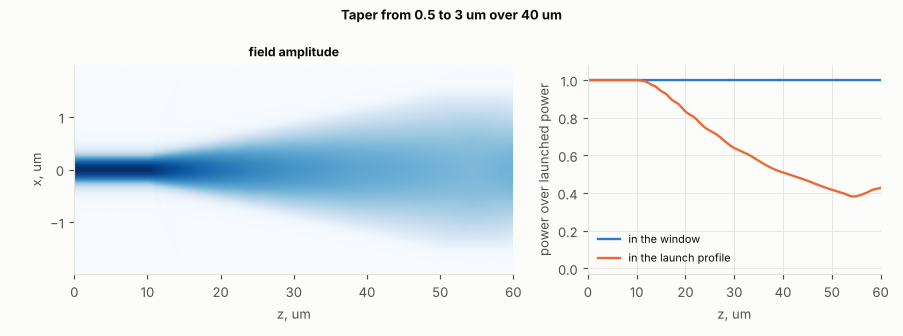 Taper from 0.5 to 3 um over 40 um
field amplitude
x, um
1
0
−1
0 10 20 30 40 50 60
z, um
power over launched power
1.0
0.8
0.6
0.4
0.2
0.0
in the window
in the launch profile
0 10 20 30 40 50 60
z, um